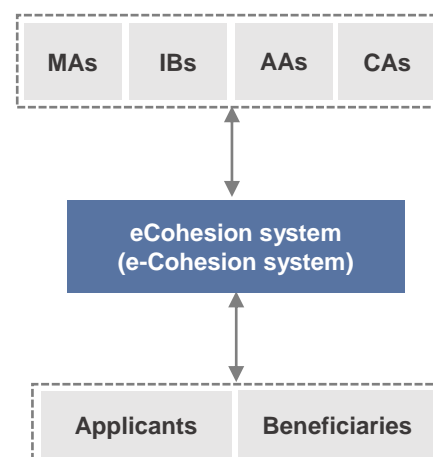 MAs IBs AAs CAs
eCohesion system
(e-Cohesion system)
Applicants Beneficiaries